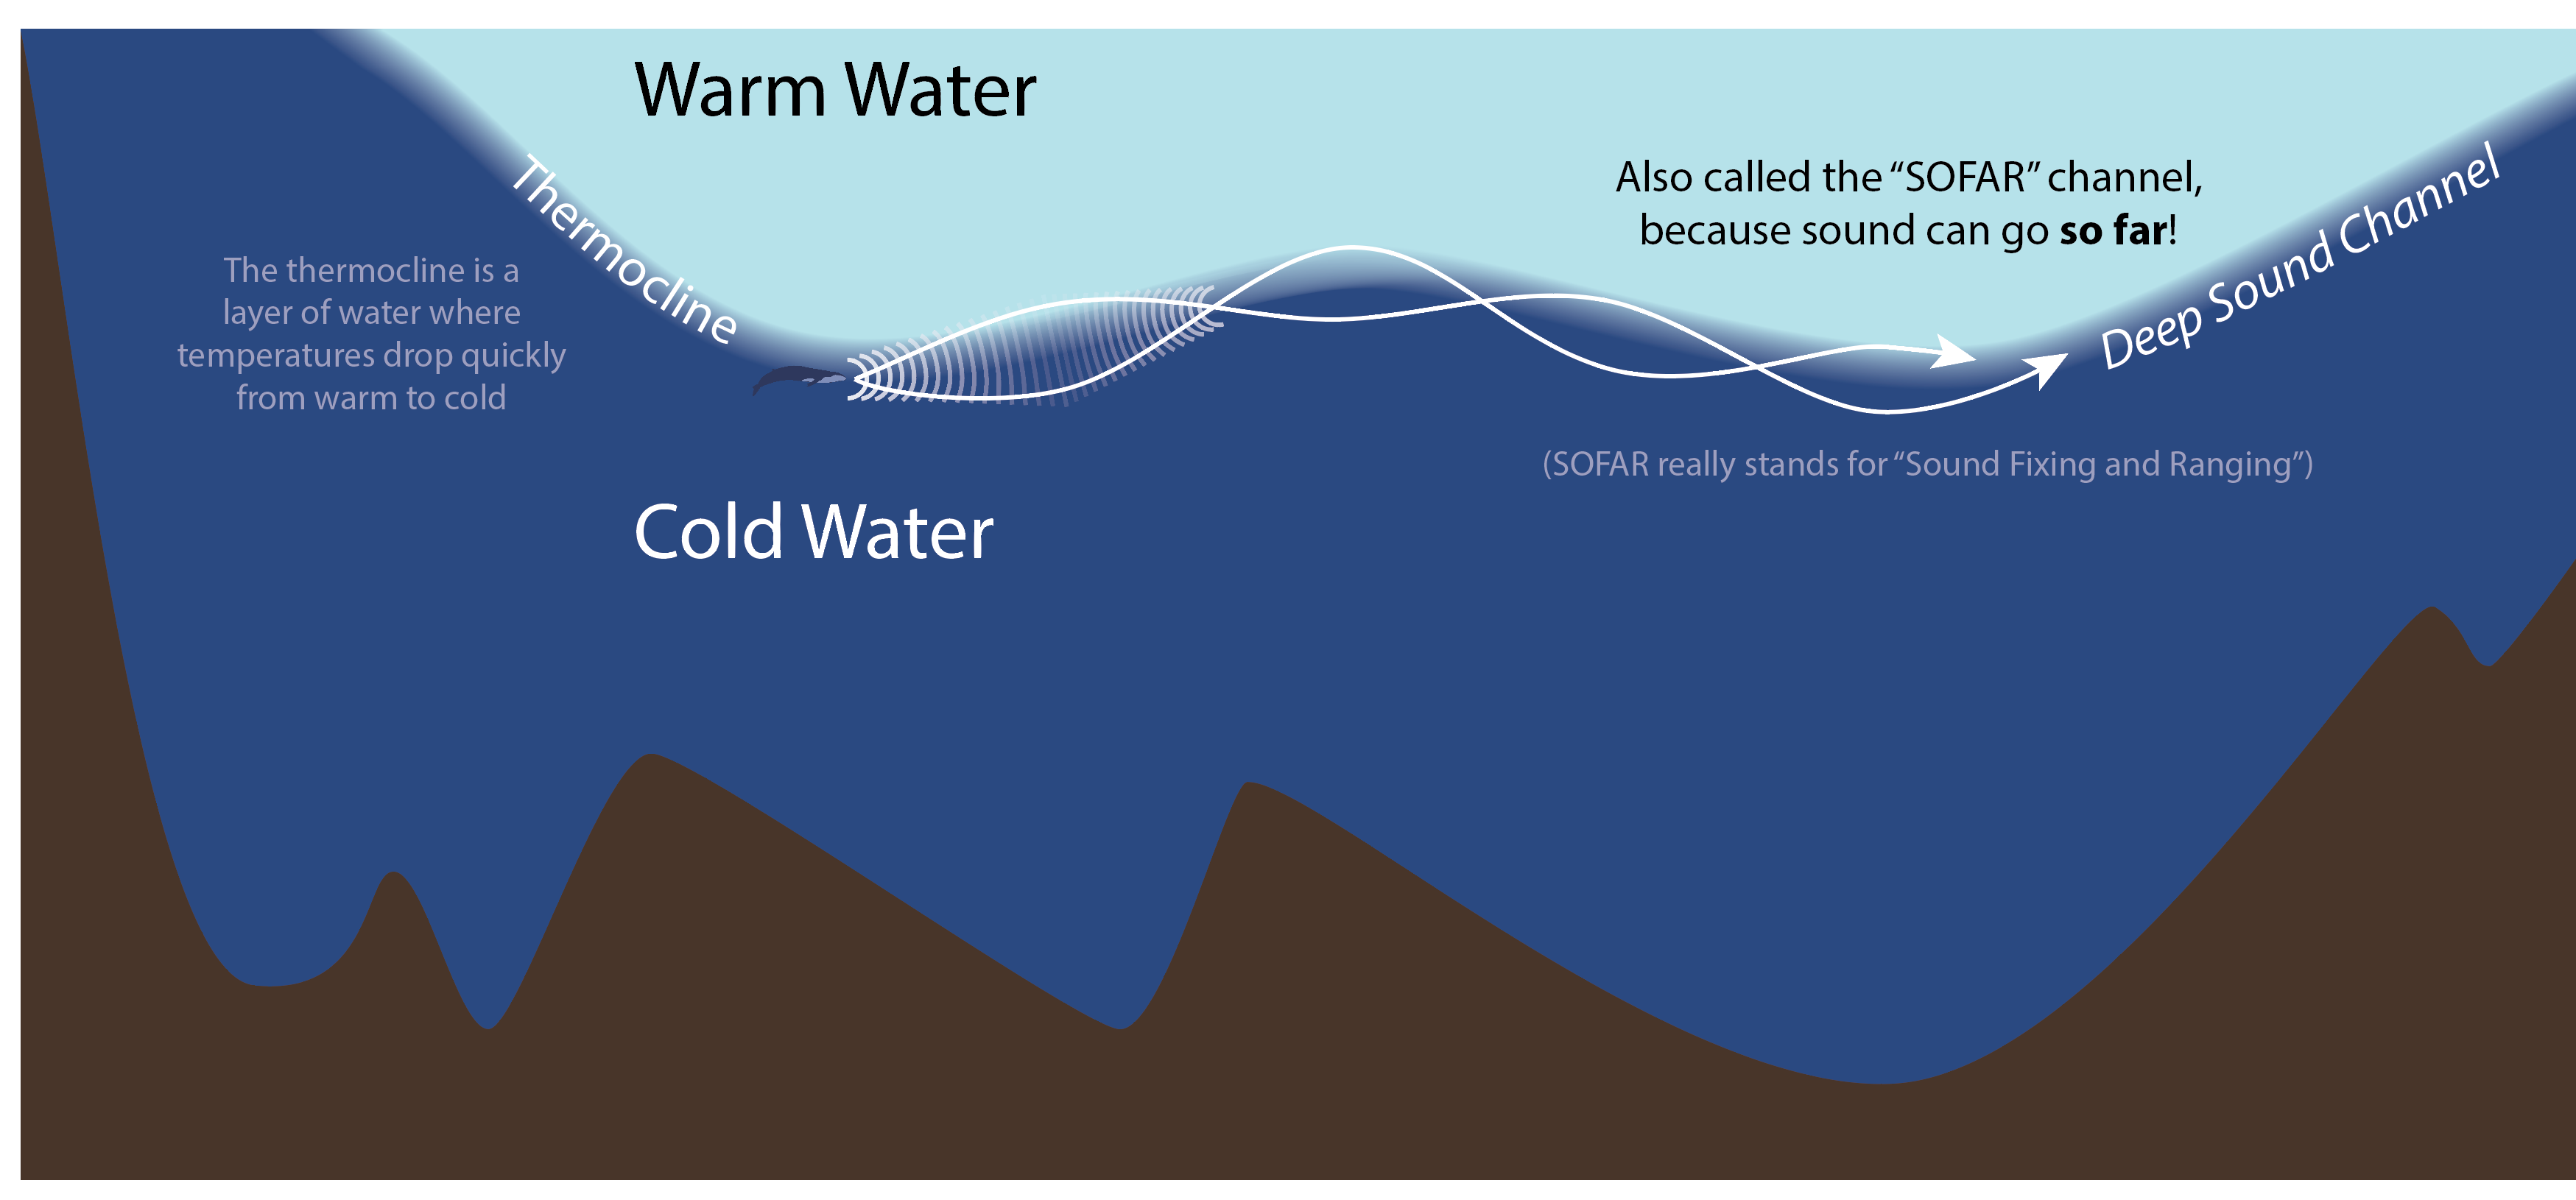 Warm Water
Thermocline
The thermocline is a
layer of water where
temperatures drop quickly
from warm to cold
Also called the “SOFAR” channel,
because sound can go so far!
Deep Sound Channel
(SOFAR really stands for “Sound Fixing and Ranging”)
Cold Water